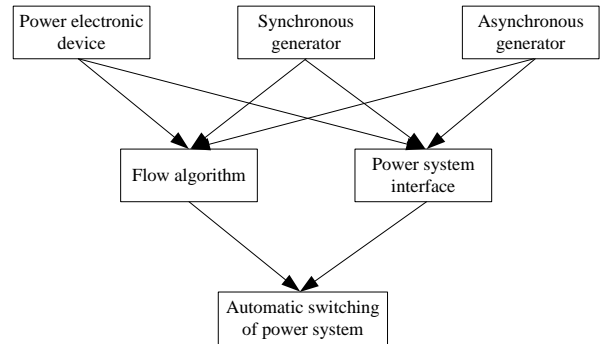 Power electronic
device
Synchronous
generator
Asynchronous
generator
Flow algorithm
Power system
interface
Automatic switching
of power system